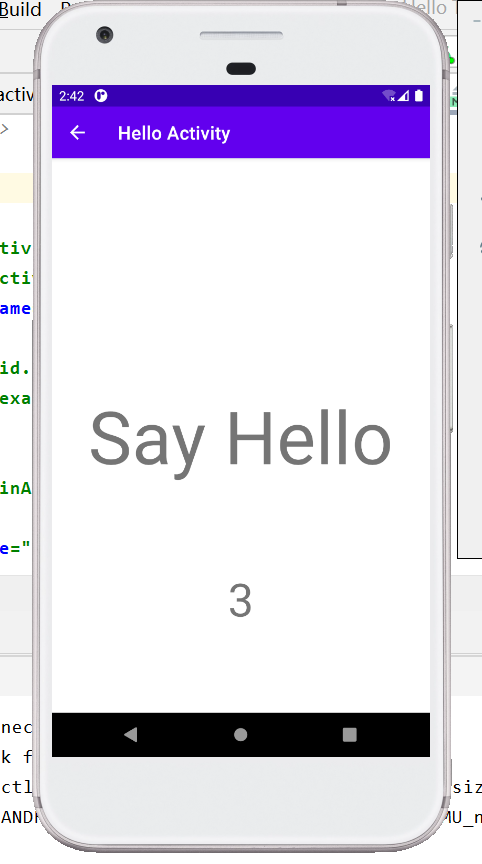 Build
Hello
activ
2:42
Hello Activity
>
tiv
ctiv
ame
id.
exa
Say Hello
inA
e="
3
nec
k f
ctl
siz
AND
MU_n